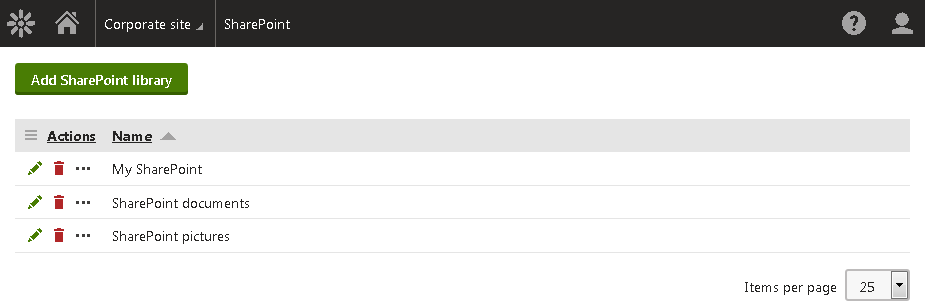 Corporate site SharePoint
Add SharePoint library
Actions Name
My SharePoint
SharePoint documents
SharePoint pictures
Items per page 25